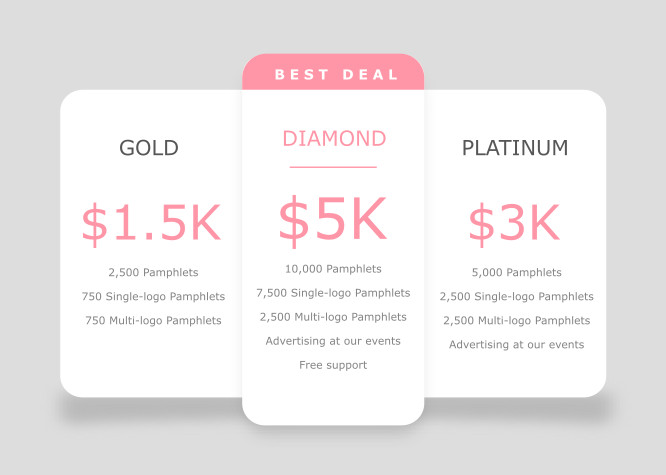 BEST DEAL
GOLD
$1.5K
2,500 Pamphlets
750 Single-logo Pamphlets
750 Multi-logo Pamphlets
DIAMOND
$5K
10,000 Pamphlets
7,500 Single-logo Pamphlets
2,500 Multi-logo Pamphlets
Advertising at our events
Free support
PLATINUM
$3K
5,000 Pamphlets
2,500 Single-logo Pamphlets
2,500 Multi-logo Pamphlets
Advertising at our events